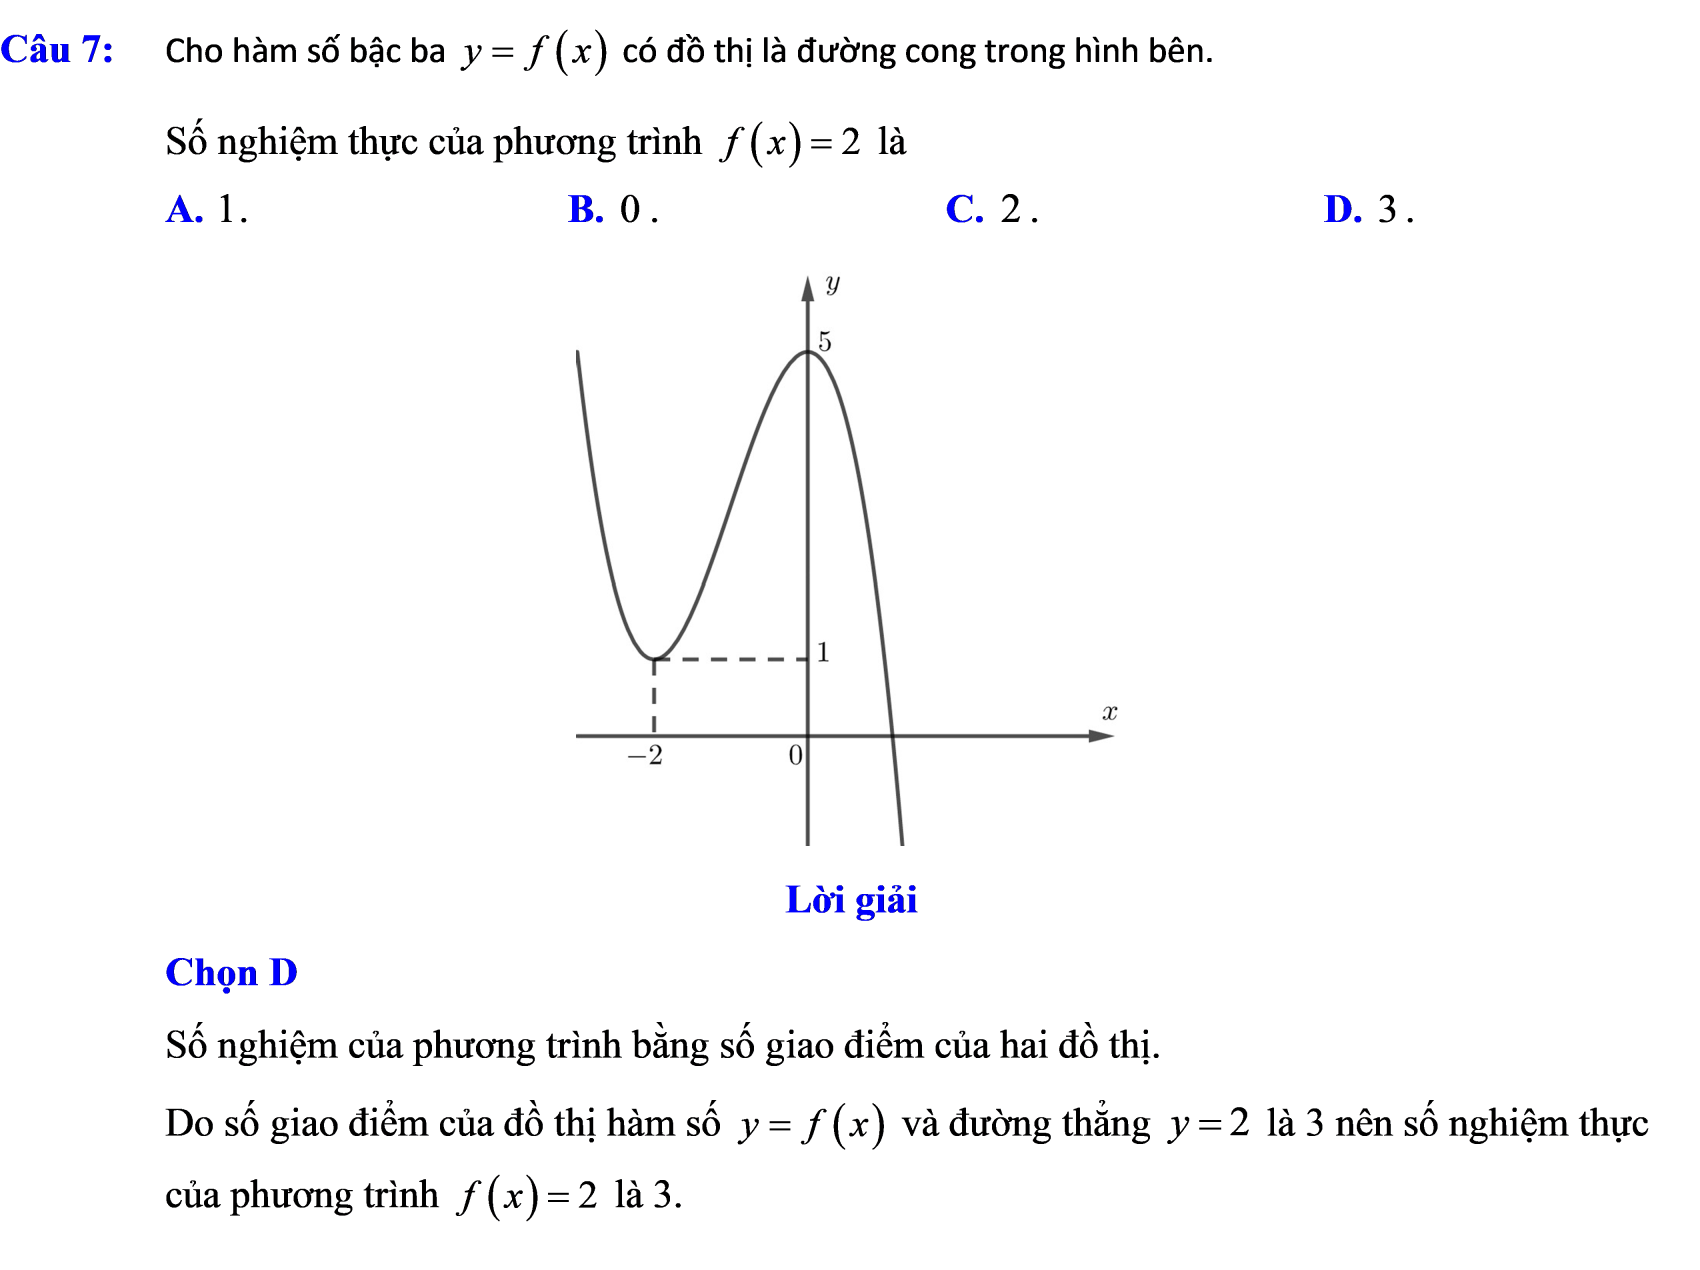 Câu 7: Cho hàm số bậc ba y = f(x) có đồ thị là đường cong trong hình bên.
Số nghiệm thực của phương trình f(x) = 2 là
A. 1. B. 0 . C. 2 . D. 3 .
y
5
1
x
−2 0
Lời giải
Chọn D
Số nghiệm của phương trình bằng số giao điểm của hai đồ thị.
Do số giao điểm của đồ thị hàm số y = f(x) và đường thẳng y = 2 là 3 nên số nghiệm thực
của phương trình f(x) = 2 là 3.